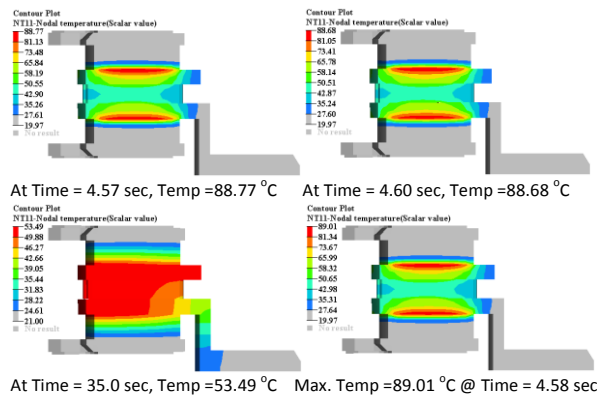 Contour Plot
NT11-Nodal temperature(Scalar value)
88.77
81.13
73.48
65.84
58.19
50.55
42.90
35.26
27.61
19.97
No result
At Time = 4.57 sec, Temp =88.77 °C
Contour Plot
NT11-Nodal temperature(Scalar value)
88.68
81.05
73.41
65.78
58.14
50.51
42.87
35.24
27.60
19.97
No result
At Time = 4.60 sec, Temp =88.68 °C
Contour Plot
NT11-Nodal temperature(Scalar value)
53.49
49.88
46.27
42.66
39.05
35.44
31.83
28.22
24.61
21.00
No result
At Time = 35.0 sec, Temp =53.49 °C
Contour Plot
NT11-Nodal temperature(Scalar value)
89.01
81.34
73.67
65.99
58.32
50.65
42.98
35.31
27.64
19.97
No result
Max. Temp =89.01 °C @ Time = 4.58 sec